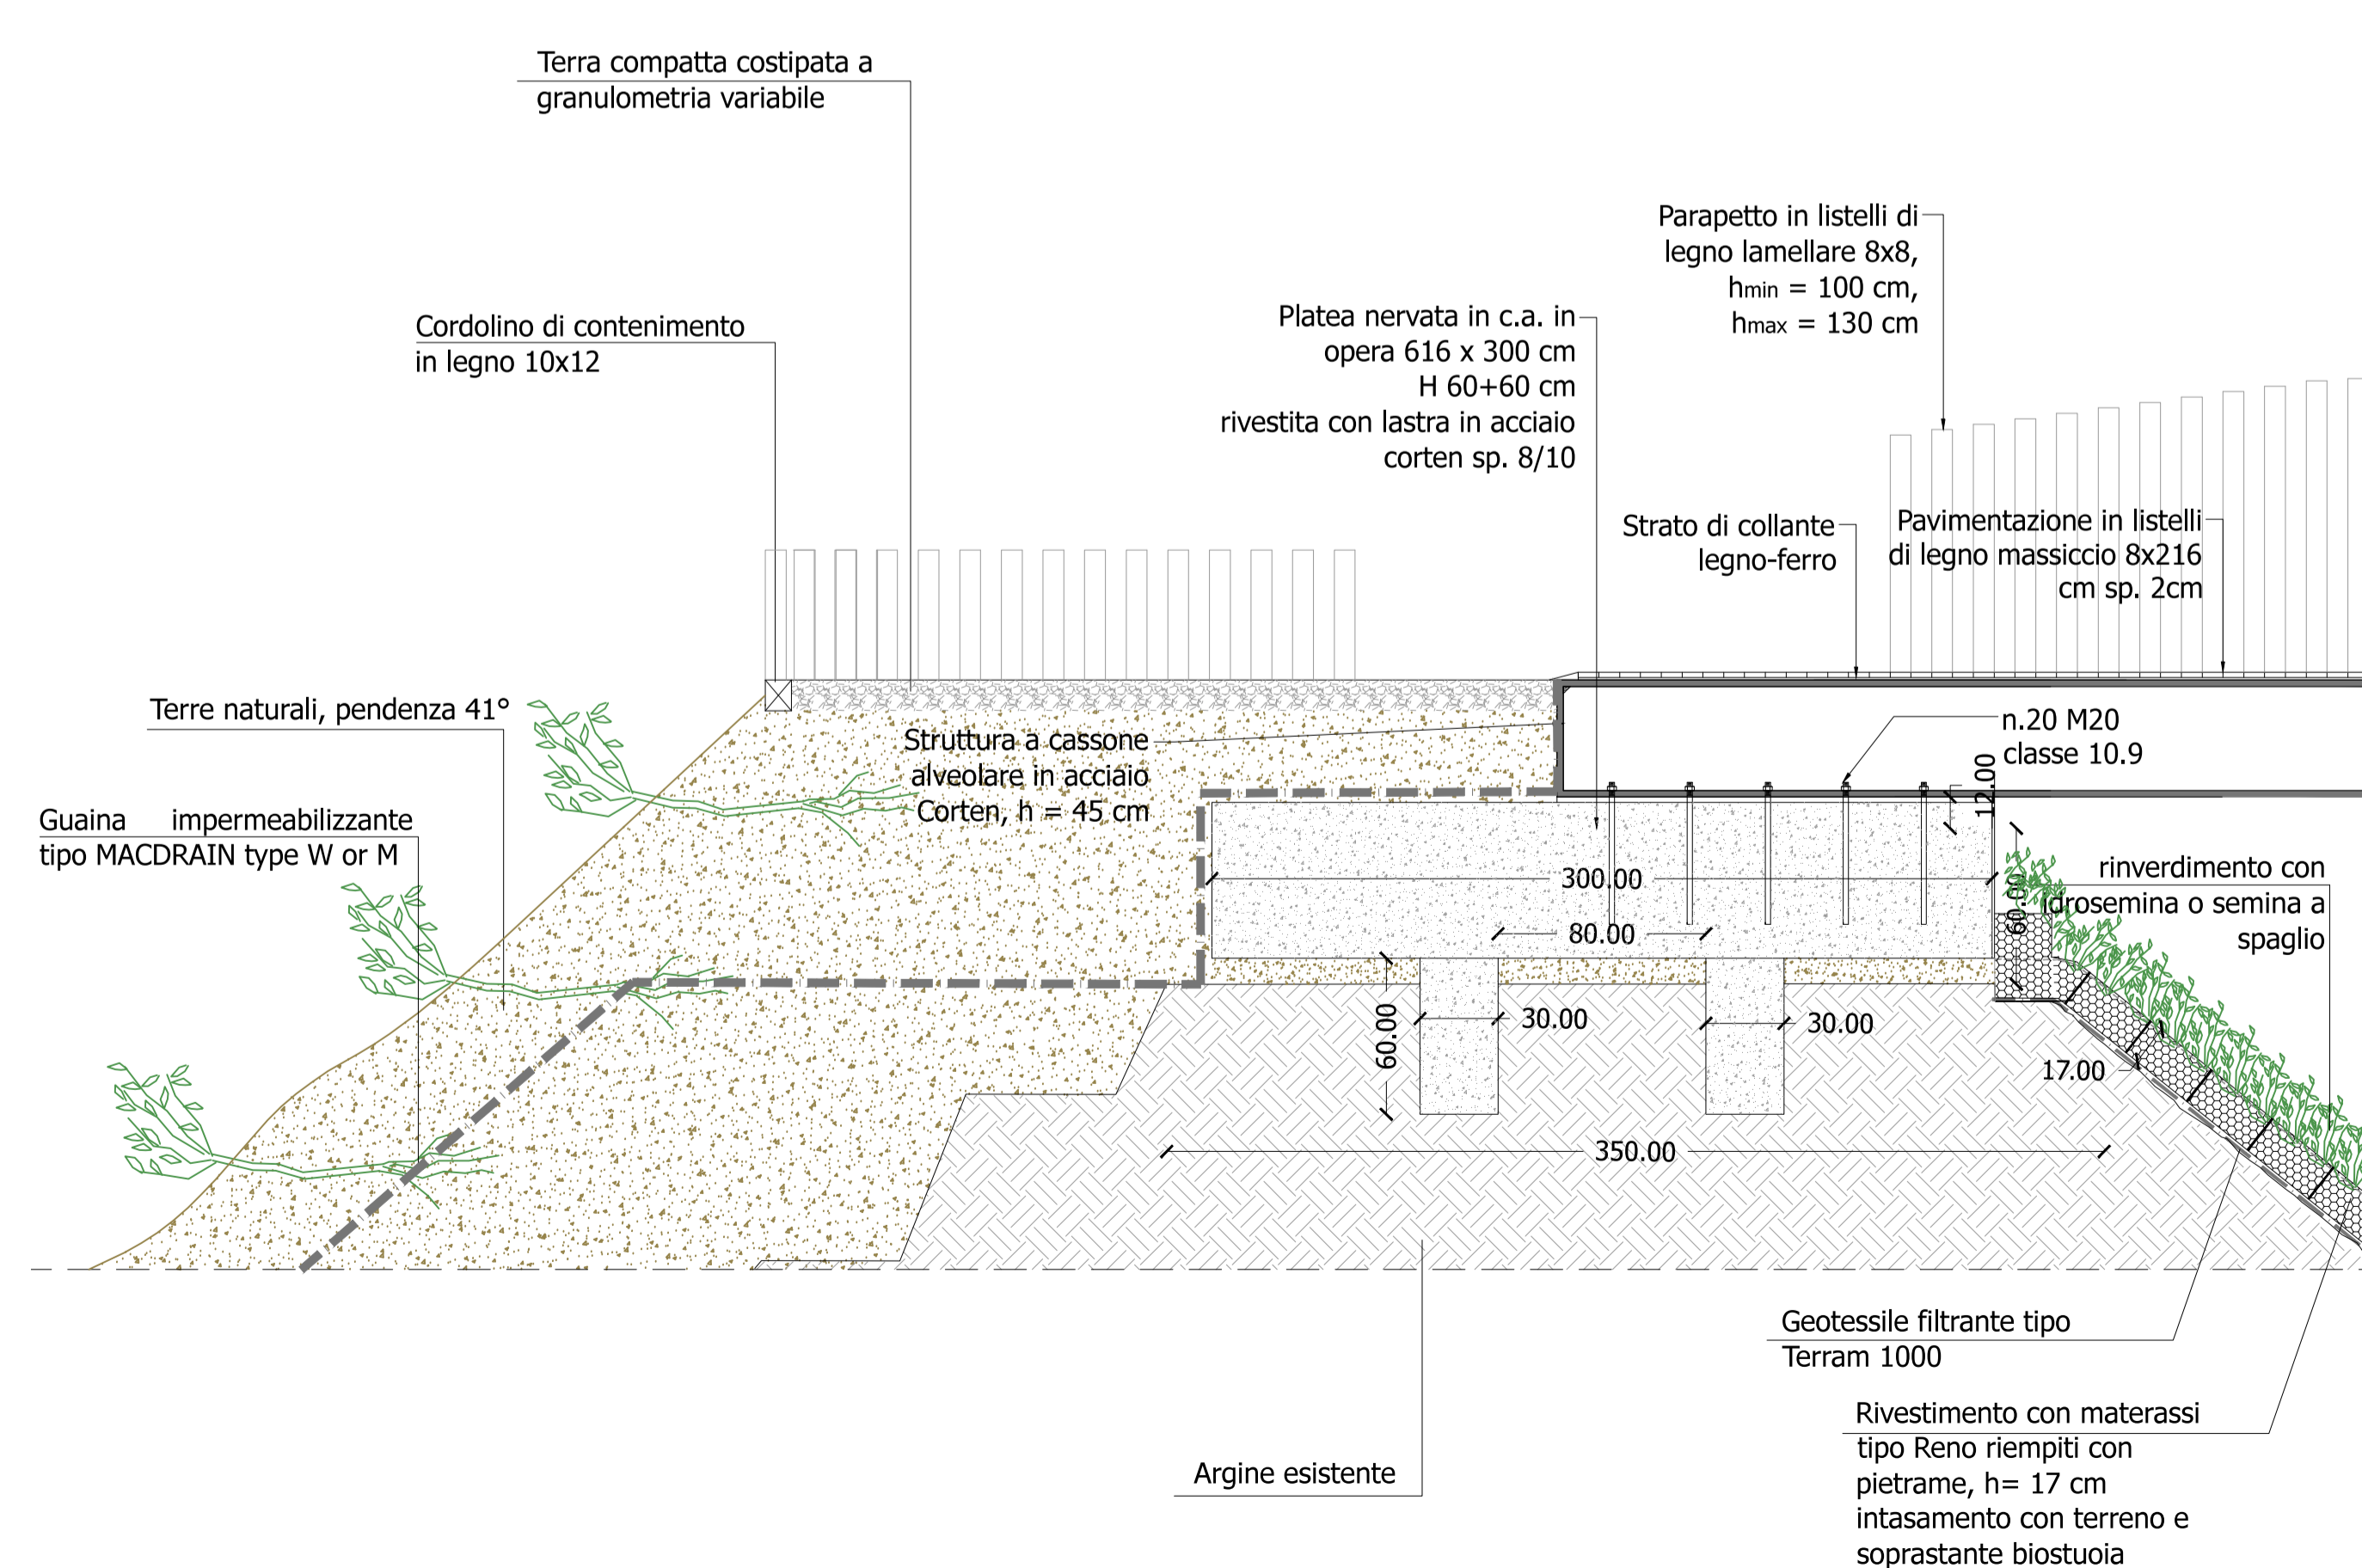 Terra compatta costipata a
granulometria variabile
Parapetto in listelli di
legno lamellare 8x8,
hmin = 100 cm,
hmax = 130 cm
Cordolino di contenimento
in legno 10x12
Platea nervata in c.a. in
opera 616 x 300 cm
H 60+60 cm
rivestita con lastra in acciaio
corten sp. 8/10
Strato di collante
legno-ferro
Pavimentazione in listelli
di legno massiccio 8x216
cm sp. 2cm
Terre naturali, pendenza 41°
Struttura a cassone
alveolare in acciaio
Corten, h = 45 cm
n.20 M20
classe 10.9
12.00
Guaina impermeabilizzante
tipo MACDRAIN type W or M
rinverdimento con
idrosemina o semina a
spaglio
300.00
60.00
80.00
60.00
30.00
30.00
17.00
350.00
Geotessile filtrante tipo
Terram 1000
Rivestimento con materassi
tipo Reno riempiti con
pietrame, h= 17 cm
intasamento con terreno e
soprastante biostuoia
Argine esistente